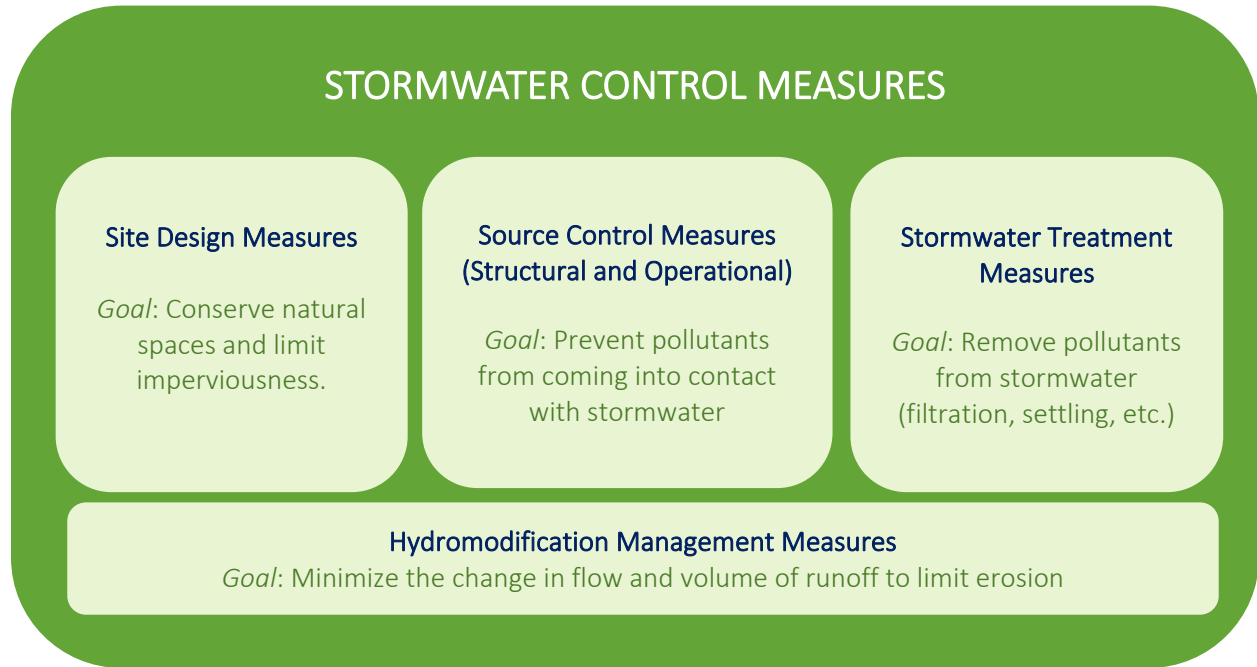 STORMWATER CONTROL MEASURES
Site Design Measures
Goal: Conserve natural
spaces and limit
imperviousness.
Source Control Measures
(Structural and Operational)
Goal: Prevent pollutants
from coming into contact
with stormwater
Stormwater Treatment
Measures
Goal: Remove pollutants
from stormwater
(filtration, settling, etc.)
Hydromodification Management Measures
Goal: Minimize the change in flow and volume of runoff to limit erosion